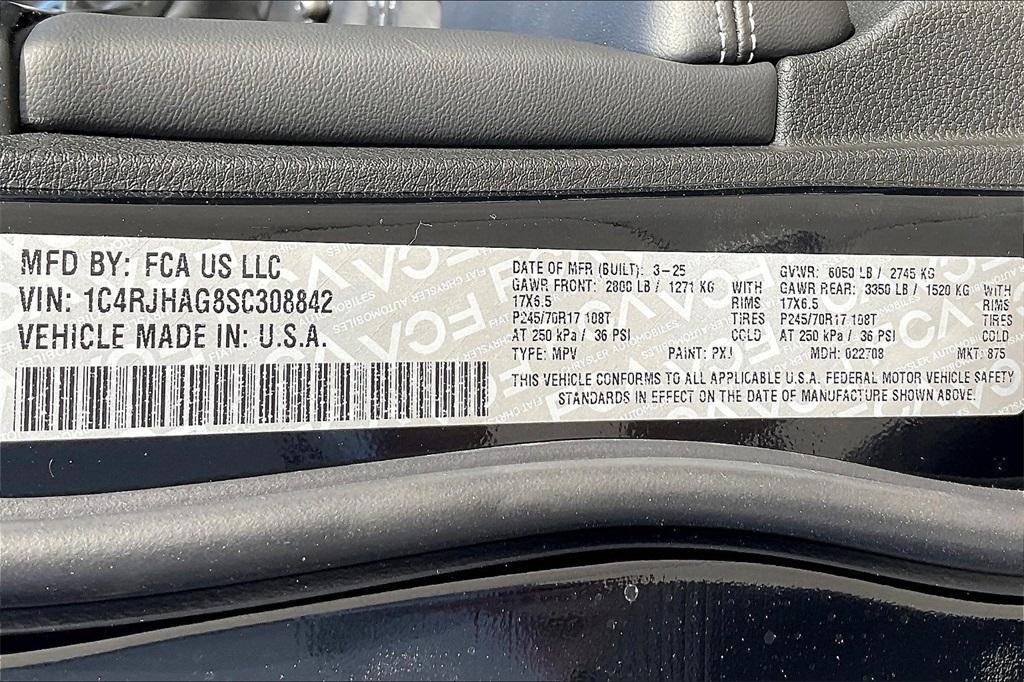 MFD BY: FCA US LLC
VIN: 1C4RJHAG8SC308842
VEHICLE MADE IN: U.S.A.
DATE OF MFR (BUILT): 3-25
GAWR FRONT: 2800 LB / 1271 KG WITH
17X6.5 RIMS
P245/70R17 108T TIRES
AT 250 kPa / 36 PSI COLD
TYPE: MPV PAINT: PXJ
GVWR: 6050 LB / 2745 KG
GAWR REAR: 3350 LB / 1520 KG WITH
17X6.5 RIMS
P245/70R17 108T TIRES
AT 250 kPa / 36 PSI COLD
MDH: 022708 MKT: 875
THIS VEHICLE CONFORMS TO ALL APPLICABLE U.S.A. FEDERAL MOTOR VEHICLE SAFETY
STANDARDS IN EFFECT ON THE DATE OF MANUFACTURE SHOWN ABOVE.